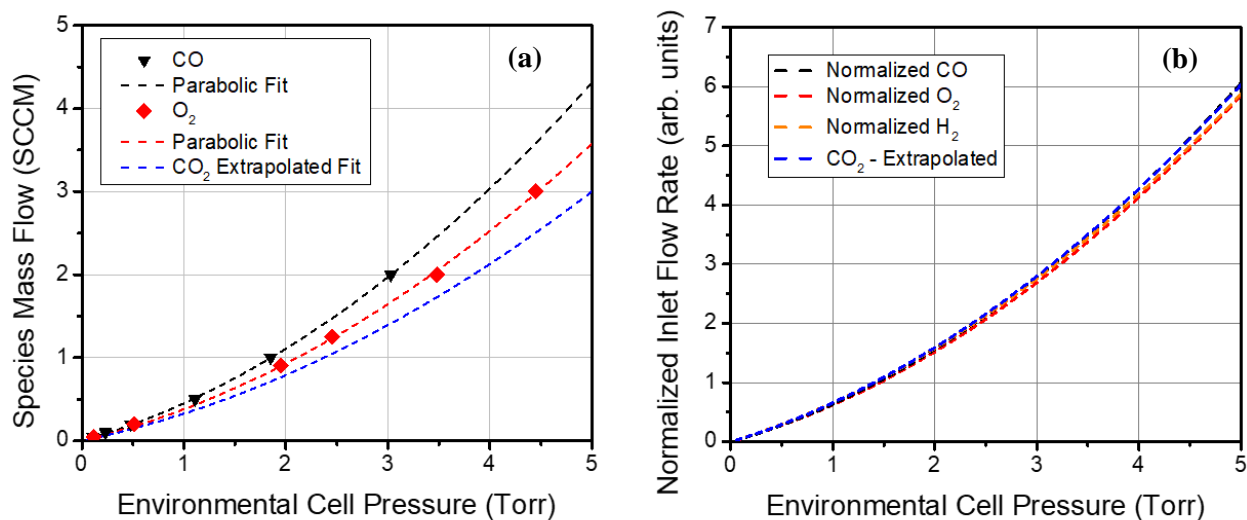 (a)
CO
Parabolic Fit
O2
Parabolic Fit
CO2 Extrapolated Fit
Species Mass Flow (SCCM)
5
4
3
2
1
0
0 1 2 3 4 5
Environmental Cell Pressure (Torr)
(b)
Normalized CO
Normalized O2
Normalized H2
CO2 - Extrapolated
Normalized Inlet Flow Rate (arb. units)
7
6
5
4
3
2
1
0
0 1 2 3 4 5
Environmental Cell Pressure (Torr)